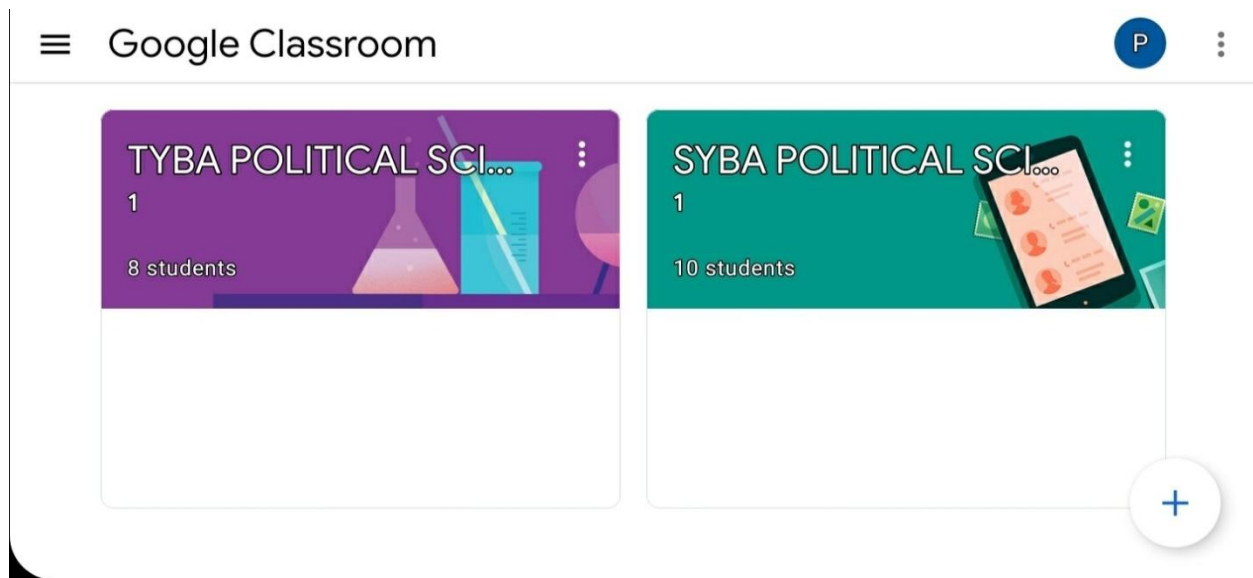 Google Classroom
P
TYBA POLITICAL SCI...
1
8 students
SYBA POLITICAL SCI...
1
10 students